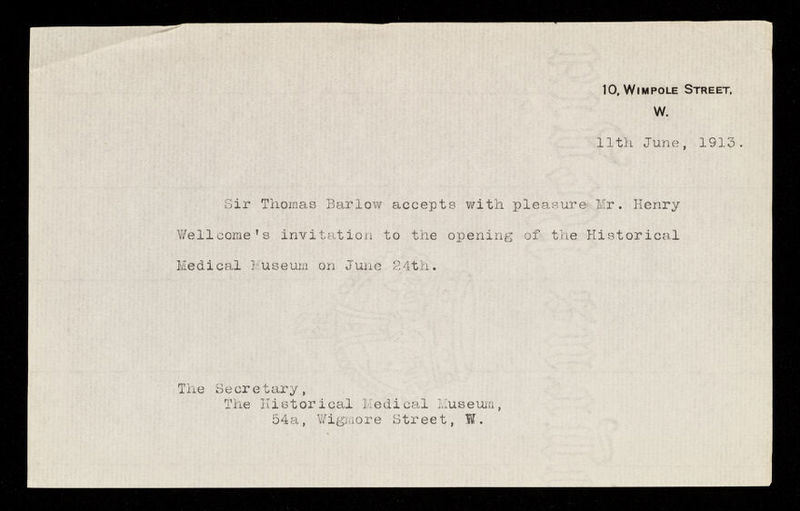 10, WIMPOLE STREET,
W.
11th June, 1913.
Sir Thomas Barlow accepts with pleasure Mr. Henry
Wellcome's invitation to the opening of the Historical
Medical Museum on June 24th.
The Secretary,
The Historical Medical Museum,
54a, Wigmore Street, W.